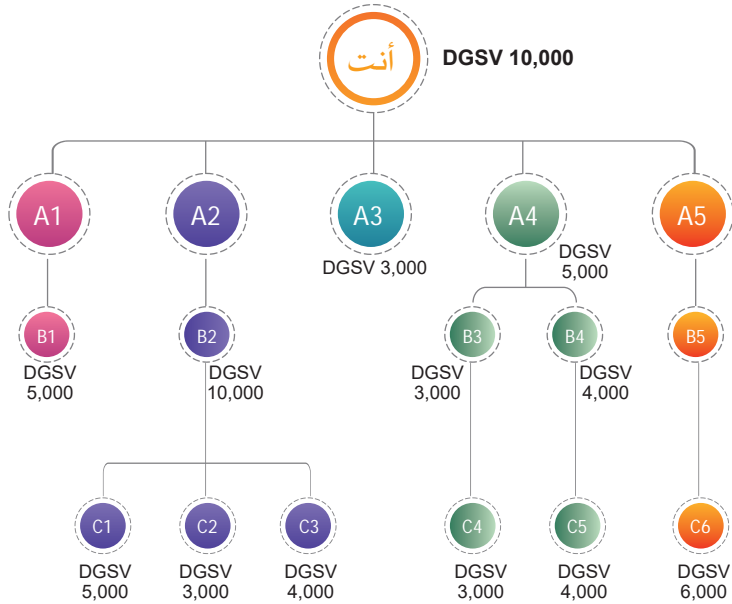 أنت
DGSV 10,000
A1
A2
A3
A4
A5
DGSV 3,000
DGSV
5,000
B1
B2
B3
B4
B5
DGSV
5,000
DGSV
10,000
DGSV
3,000
DGSV
4,000
C1
C2
C3
C4
C5
C6
DGSV
5,000
DGSV
3,000
DGSV
4,000
DGSV
3,000
DGSV
4,000
DGSV
6,000